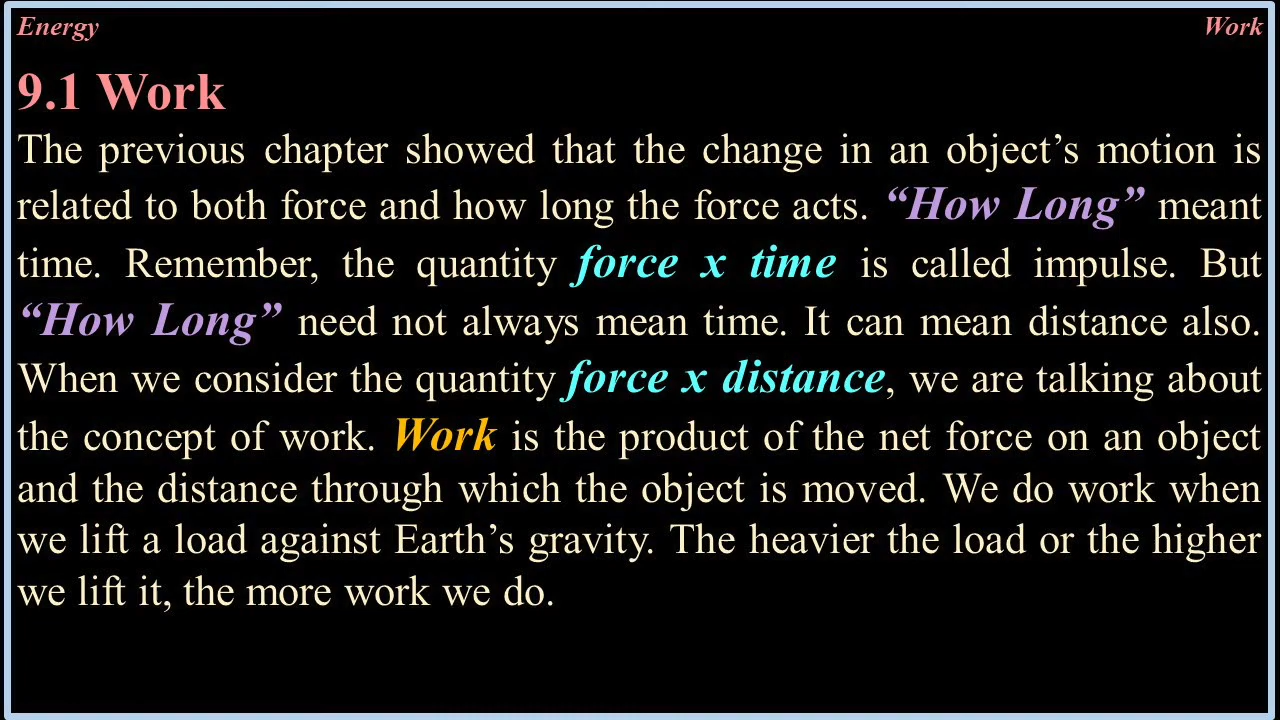 Energy
Work
9.1 Work
The previous chapter showed that the change in an object’s motion is
related to both force and how long the force acts. “How Long” meant
time. Remember, the quantity force x time is called impulse. But
“How Long” need not always mean time. It can mean distance also.
When we consider the quantity force x distance, we are talking about
the concept of work. Work is the product of the net force on an object
and the distance through which the object is moved. We do work when
we lift a load against Earth’s gravity. The heavier the load or the higher
we lift it, the more work we do.